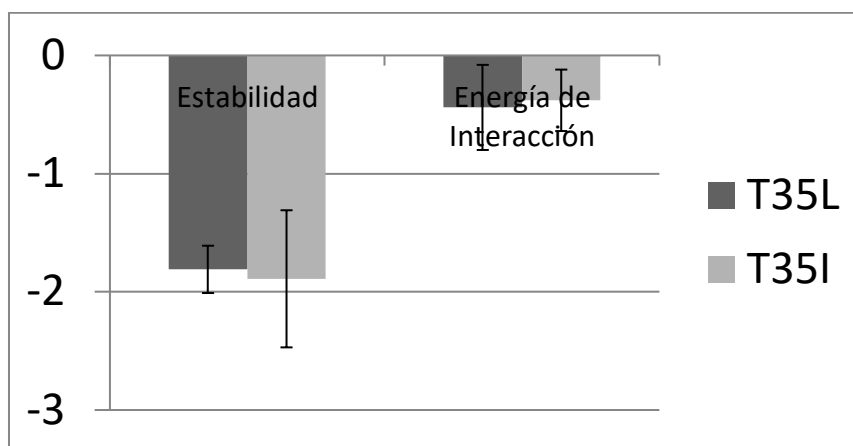 0
Estabilidad
Energía de
Interacción
-1
T35L
T35I
-2
-3